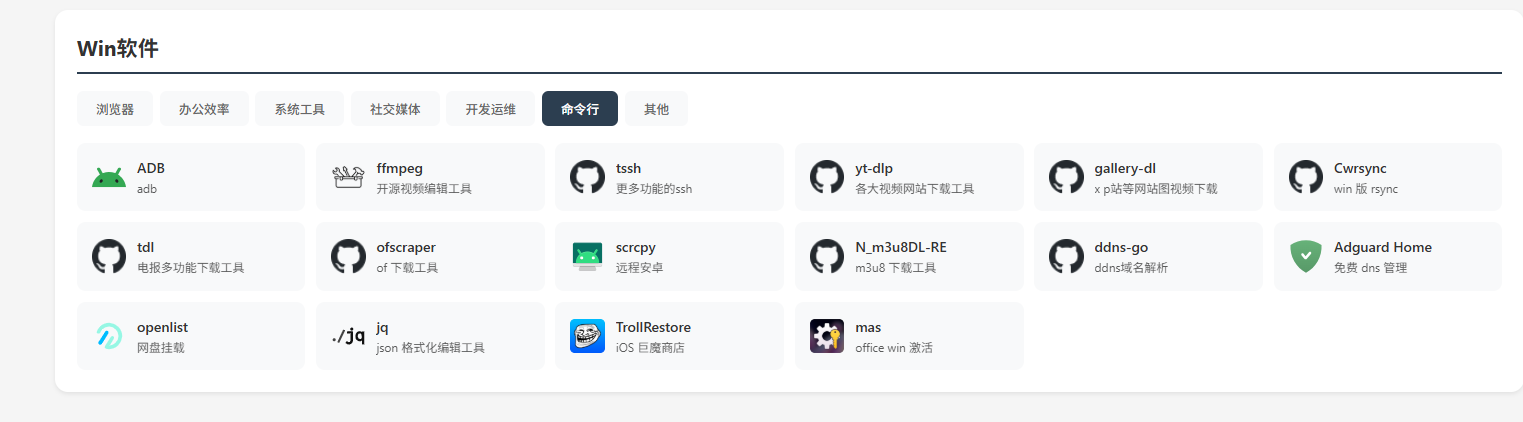 Win软件
浏览器 办公效率 系统工具 社交媒体 开发运维 命令行 其他
ADB
adb
ffmpeg
开源视频编辑工具
tssh
更多功能的ssh
yt-dlp
各大视频网站下载工具
gallery-dl
x p站等网站图视频下载
Cwrsync
win 版 rsync
tdl
电报多功能下载工具
ofscraper
of 下载工具
scrcpy
远程安卓
N_m3u8DL-RE
m3u8 下载工具
ddns-go
ddns域名解析
Adguard Home
免费 dns 管理
openlist
网盘挂载
./jq
jq
json 格式化编辑工具
TrollRestore
iOS 巨魔商店
mas
office win 激活